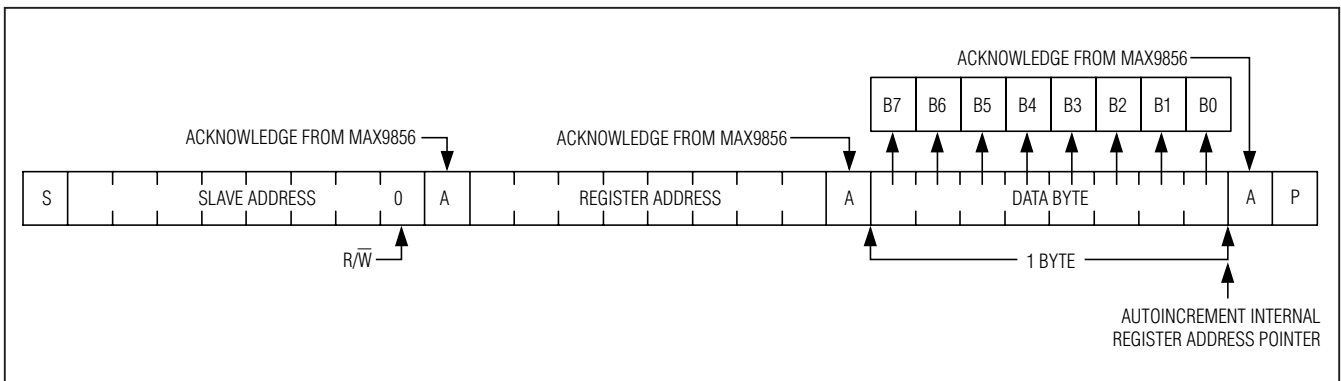 ACKNOWLEDGE FROM MAX9856
B7 B6 B5 B4 B3 B2 B1 B0
ACKNOWLEDGE FROM MAX9856
ACKNOWLEDGE FROM MAX9856
S SLAVE ADDRESS 0 A REGISTER ADDRESS A DATA BYTE A P
R/W̅
1 BYTE
AUTOINCREMENT INTERNAL
REGISTER ADDRESS POINTER